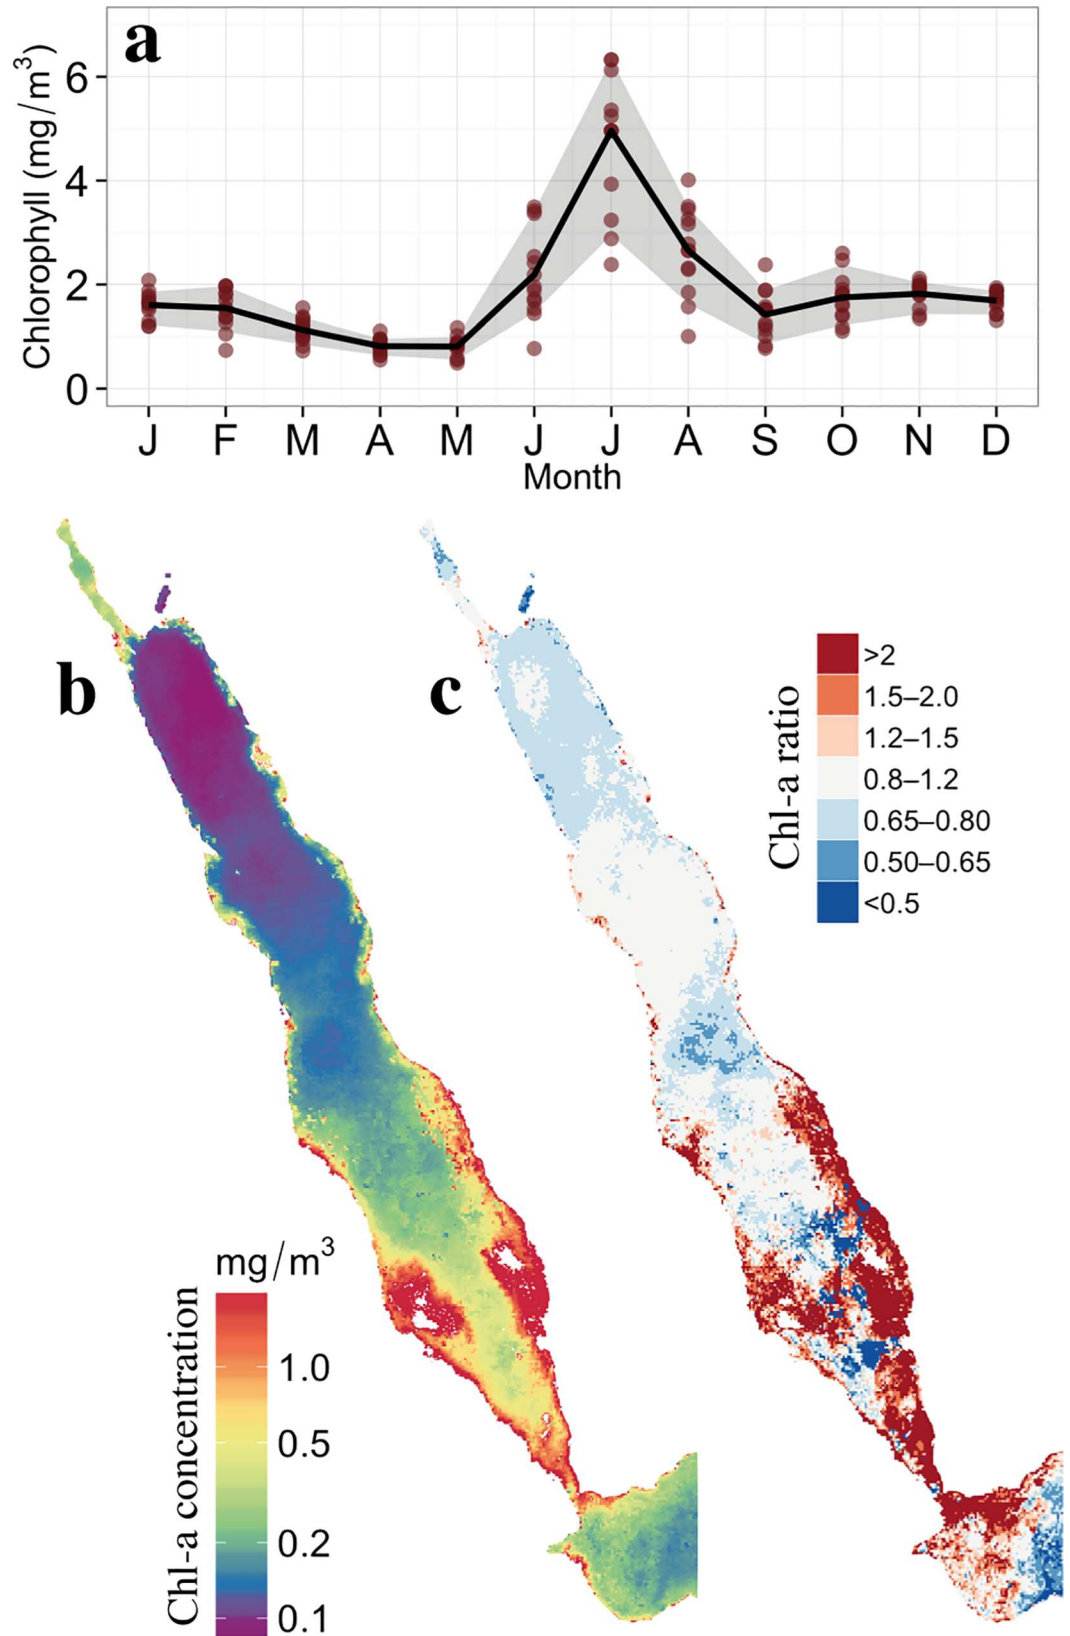 a
Chlorophyll (mg/m³)
6
4
2
0
J F M A M J J A S O N D
Month
b
c
Chl-a ratio
>2
1.5–2.0
1.2–1.5
0.8–1.2
0.65–0.80
0.50–0.65
<0.5
mg/m³
Chl-a concentration
1.0
0.5
0.2
0.1